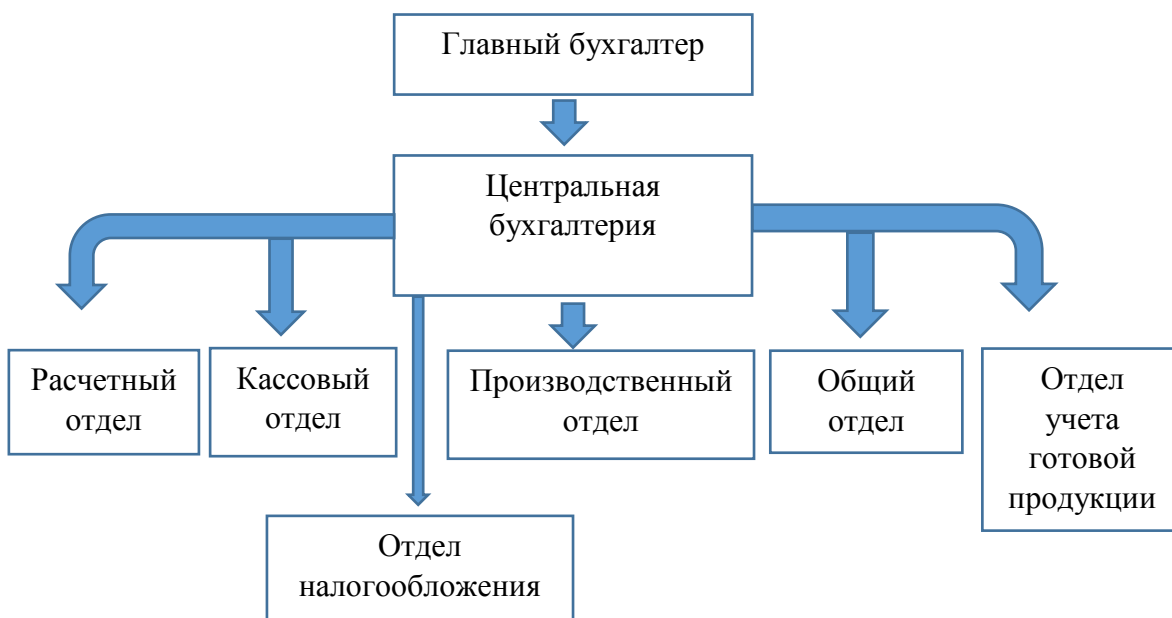 Главный бухгалтер
Центральная
бухгалтерия
Расчетный
отдел
Кассовый
отдел
Производственный
отдел
Общий
отдел
Отдел
учета
готовой
продукции
Отдел
налогообложения